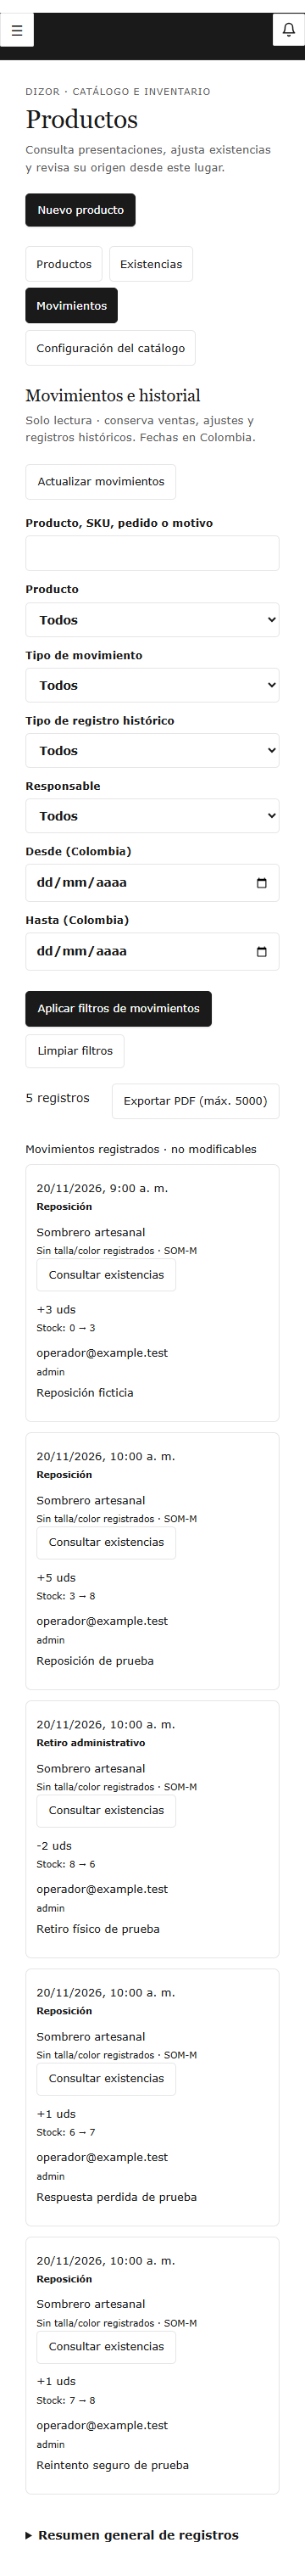 DIZOR · CATÁLOGO E INVENTARIO
Productos
Consulta presentaciones, ajusta existencias
y revisa su origen desde este lugar.
Nuevo producto
Productos
Existencias
Movimientos
Configuración del catálogo
Movimientos e historial
Solo lectura · conserva ventas, ajustes y
registros históricos. Fechas en Colombia.
Actualizar movimientos
Producto, SKU, pedido o motivo
Producto
Todos
Tipo de movimiento
Todos
Tipo de registro histórico
Todos
Responsable
Todos
Desde (Colombia)
dd/mm/aaaa
Hasta (Colombia)
dd/mm/aaaa
Aplicar filtros de movimientos
Limpiar filtros
5 registros
Exportar PDF (máx. 5000)
Movimientos registrados · no modificables
20/11/2026, 9:00 a. m.
Reposición
Sombrero artesanal
Sin talla/color registrados · SOM-M
Consultar existencias
+3 uds
Stock: 0 → 3
operador@example.test
admin
Reposición ficticia
20/11/2026, 10:00 a. m.
Reposición
Sombrero artesanal
Sin talla/color registrados · SOM-M
Consultar existencias
+5 uds
Stock: 3 → 8
operador@example.test
admin
Reposición de prueba
20/11/2026, 10:00 a. m.
Retiro administrativo
Sombrero artesanal
Sin talla/color registrados · SOM-M
Consultar existencias
-2 uds
Stock: 8 → 6
operador@example.test
admin
Retiro físico de prueba
20/11/2026, 10:00 a. m.
Reposición
Sombrero artesanal
Sin talla/color registrados · SOM-M
Consultar existencias
+1 uds
Stock: 6 → 7
operador@example.test
admin
Respuesta perdida de prueba
20/11/2026, 10:00 a. m.
Reposición
Sombrero artesanal
Sin talla/color registrados · SOM-M
Consultar existencias
+1 uds
Stock: 7 → 8
operador@example.test
admin
Reintento seguro de prueba
Resumen general de registros